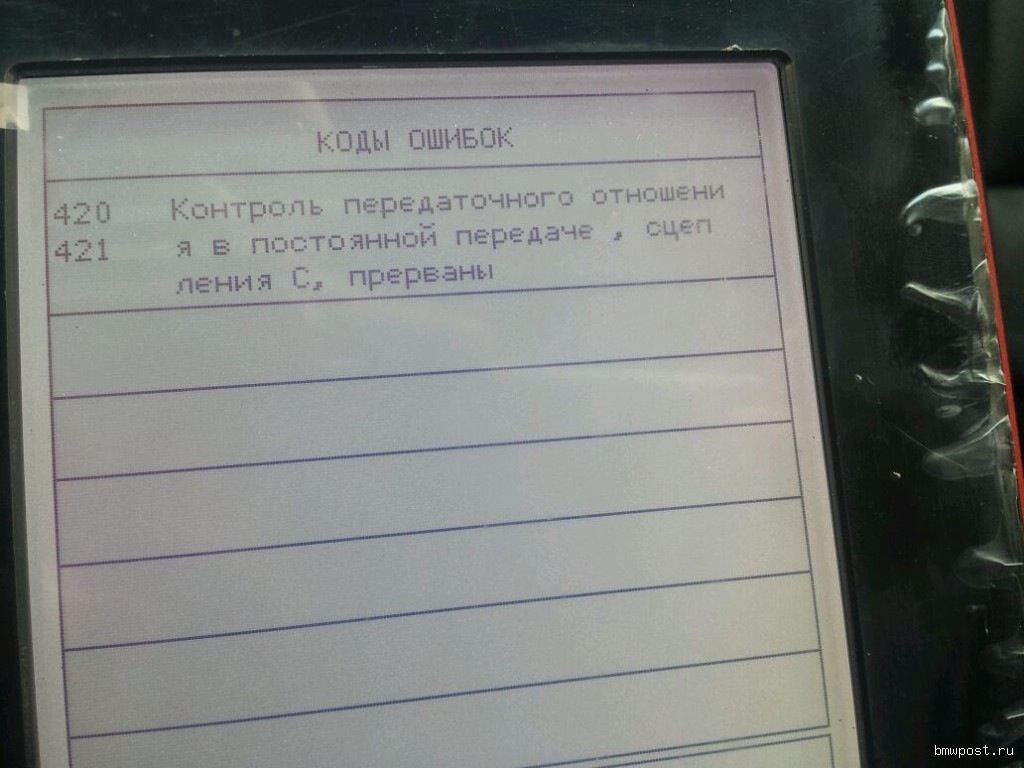 КОДЫ ОШИБОК
420 Контроль передаточного отношени
421 я в постоянной передаче , сцеп
ления С, прерваны
bmwpost.ru